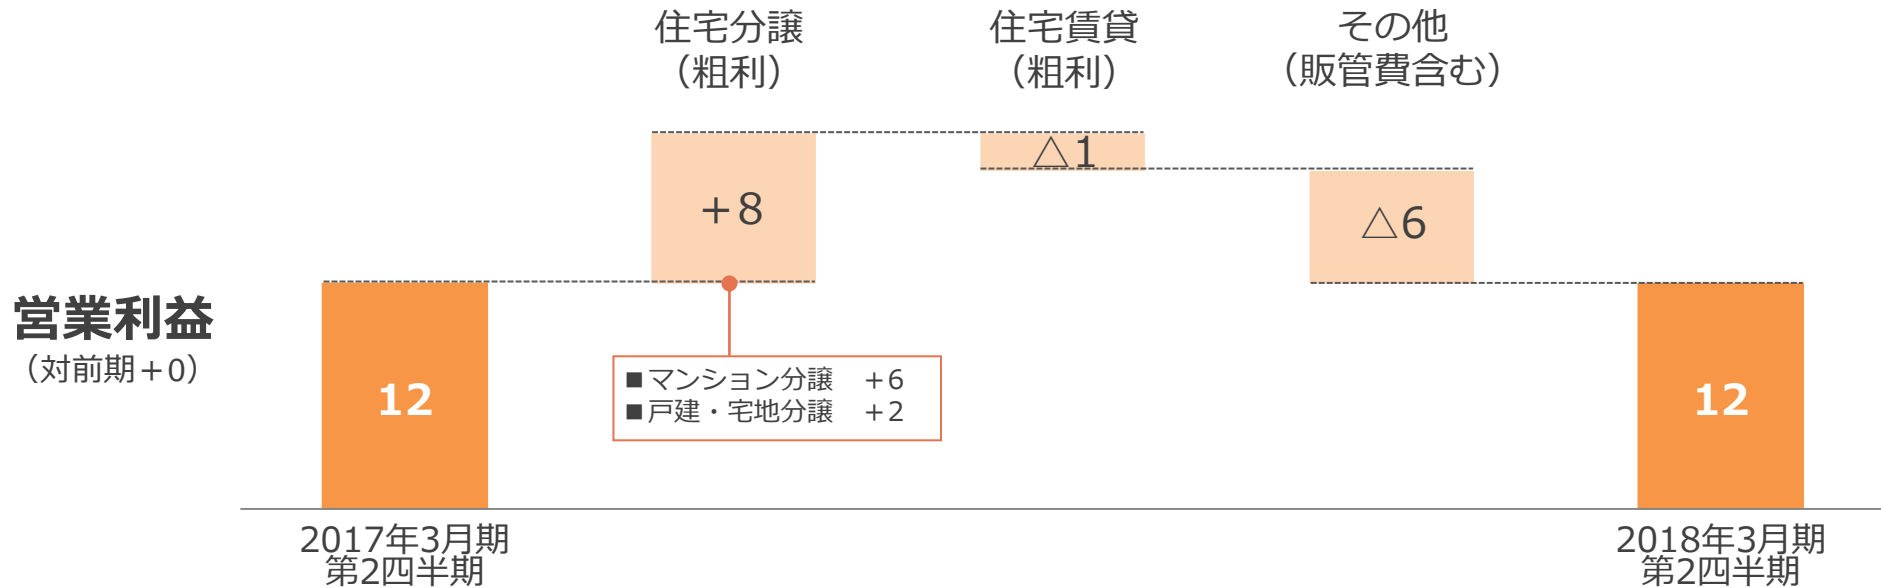 住宅分譲
（粗利）
住宅賃貸
（粗利）
その他
（販管費含む）
＋8
△1
△6
営業利益
（対前期＋0）
12
■マンション分譲　＋6
■戸建・宅地分譲　＋2
12
2017年3月期
第2四半期
2018年3月期
第2四半期